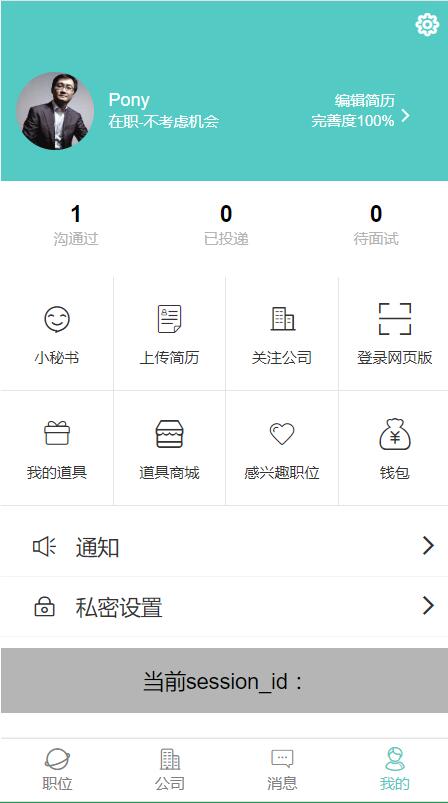 Pony
在职-不考虑机会
编辑简历
完善度100%
1
沟通过
0
已投递
0
待面试
小秘书
上传简历
关注公司
登录网页版
我的道具
道具商城
感兴趣职位
钱包
通知
私密设置
当前session_id：
职位
公司
消息
我的